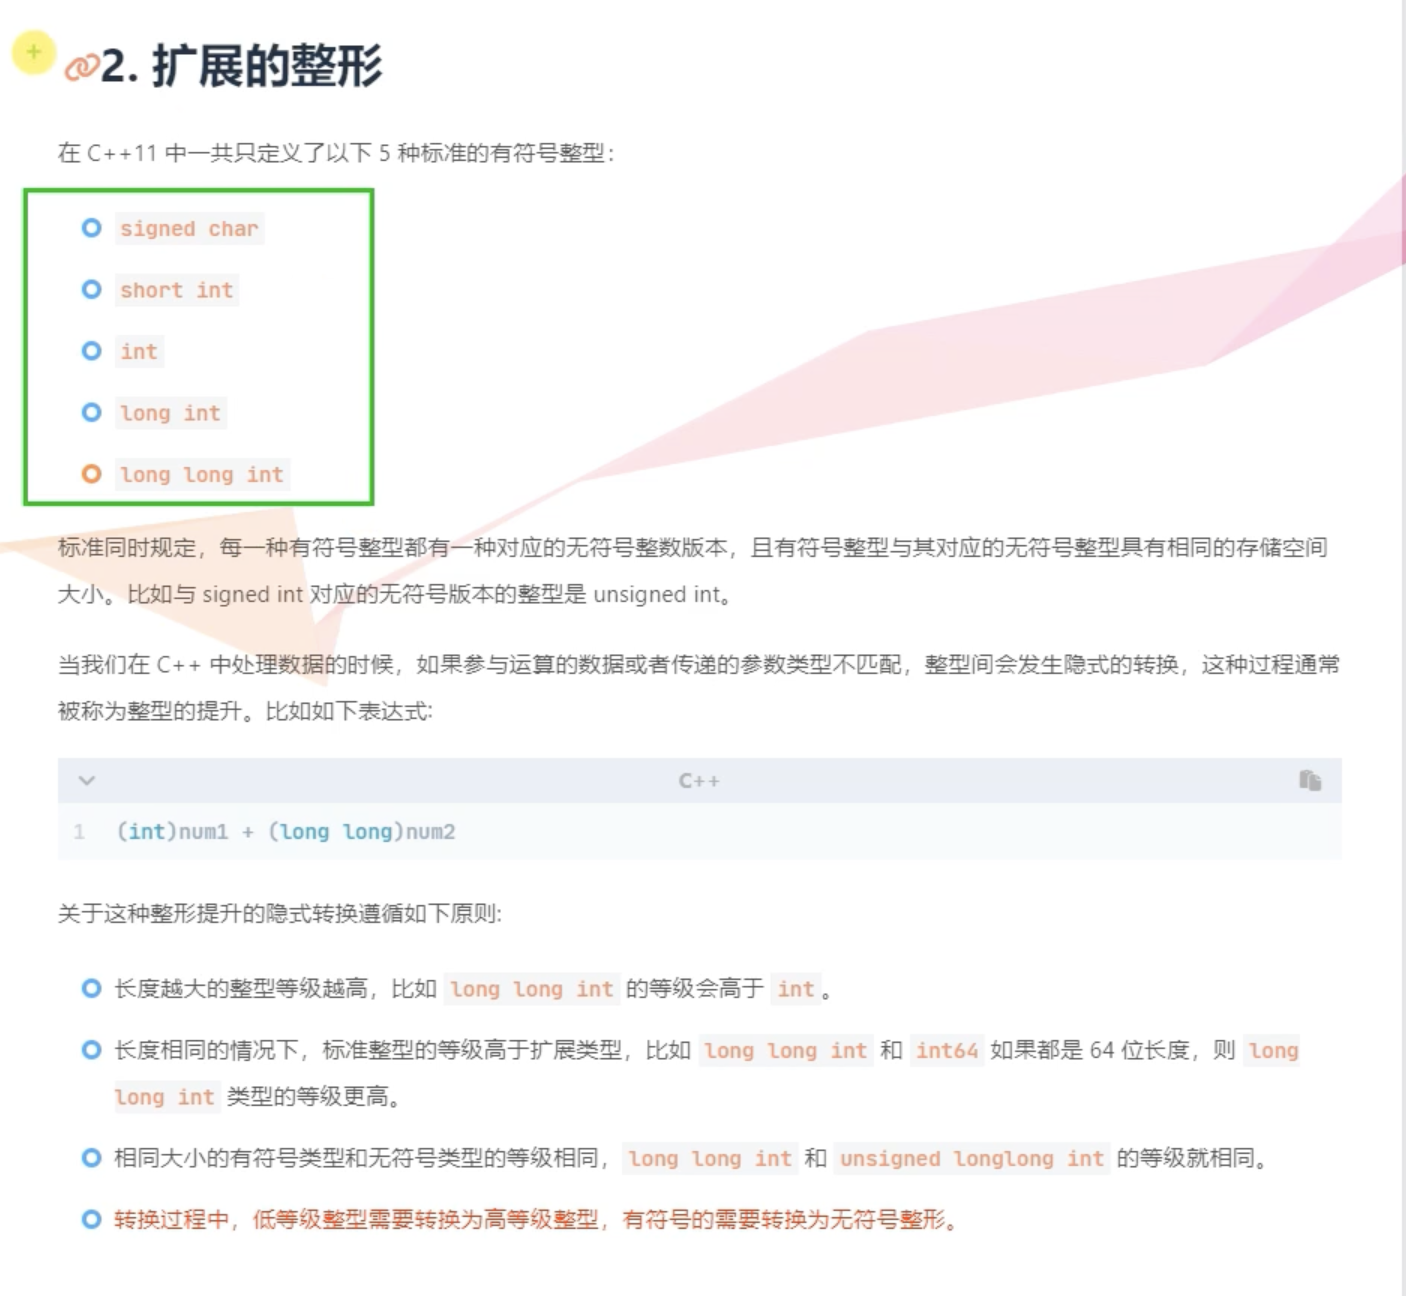 2. 扩展的整形
在 C++11 中一共只定义了以下 5 种标准的有符号整型：
signed char
short int
int
long int
long long int
标准同时规定，每一种有符号整型都有一种对应的无符号整数版本，且有符号整型与其对应的无符号整型具有相同的存储空间
大小。比如与 signed int 对应的无符号版本的整型是 unsigned int。
当我们在 C++ 中处理数据的时候，如果参与运算的数据或者传递的参数类型不匹配，整型间会发生隐式的转换，这种过程通常
被称为整型的提升。比如如下表达式:
C++
1 (int)num1 + (long long)num2
关于这种整形提升的隐式转换遵循如下原则:
长度越大的整型等级越高，比如 long long int 的等级会高于 int。
长度相同的情况下，标准整型的等级高于扩展类型，比如 long long int 和 int64 如果都是 64 位长度，则 long
long int 类型的等级更高。
相同大小的有符号类型和无符号类型的等级相同，long long int 和 unsigned longlong int 的等级就相同。
转换过程中，低等级整型需要转换为高等级整型，有符号的需要转换为无符号整形。